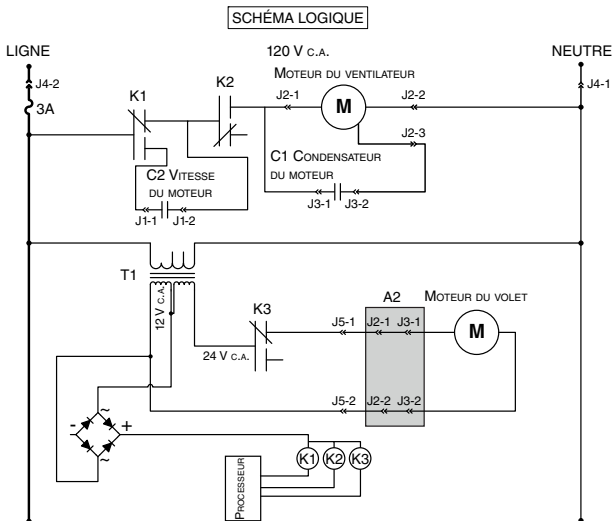 SCHÉMA LOGIQUE
LIGNE
120 V C.A.
NEUTRE
J4-2
3A
K1
K2
MOTEUR DU VENTILATEUR
J2-1
M
J2-2
J4-1
J2-3
C2 VITESSE
DU MOTEUR
J1-1 J1-2
C1 CONDENSATEUR
DU MOTEUR
J3-1 J3-2
T1
12 V C.A.
24 V C.A.
K3
A2
MOTEUR DU VOLET
J5-1 J2-1 J3-1
M
J5-2 J2-2 J3-2
~
- +
~
K1 K2 K3
PROCESSEUR